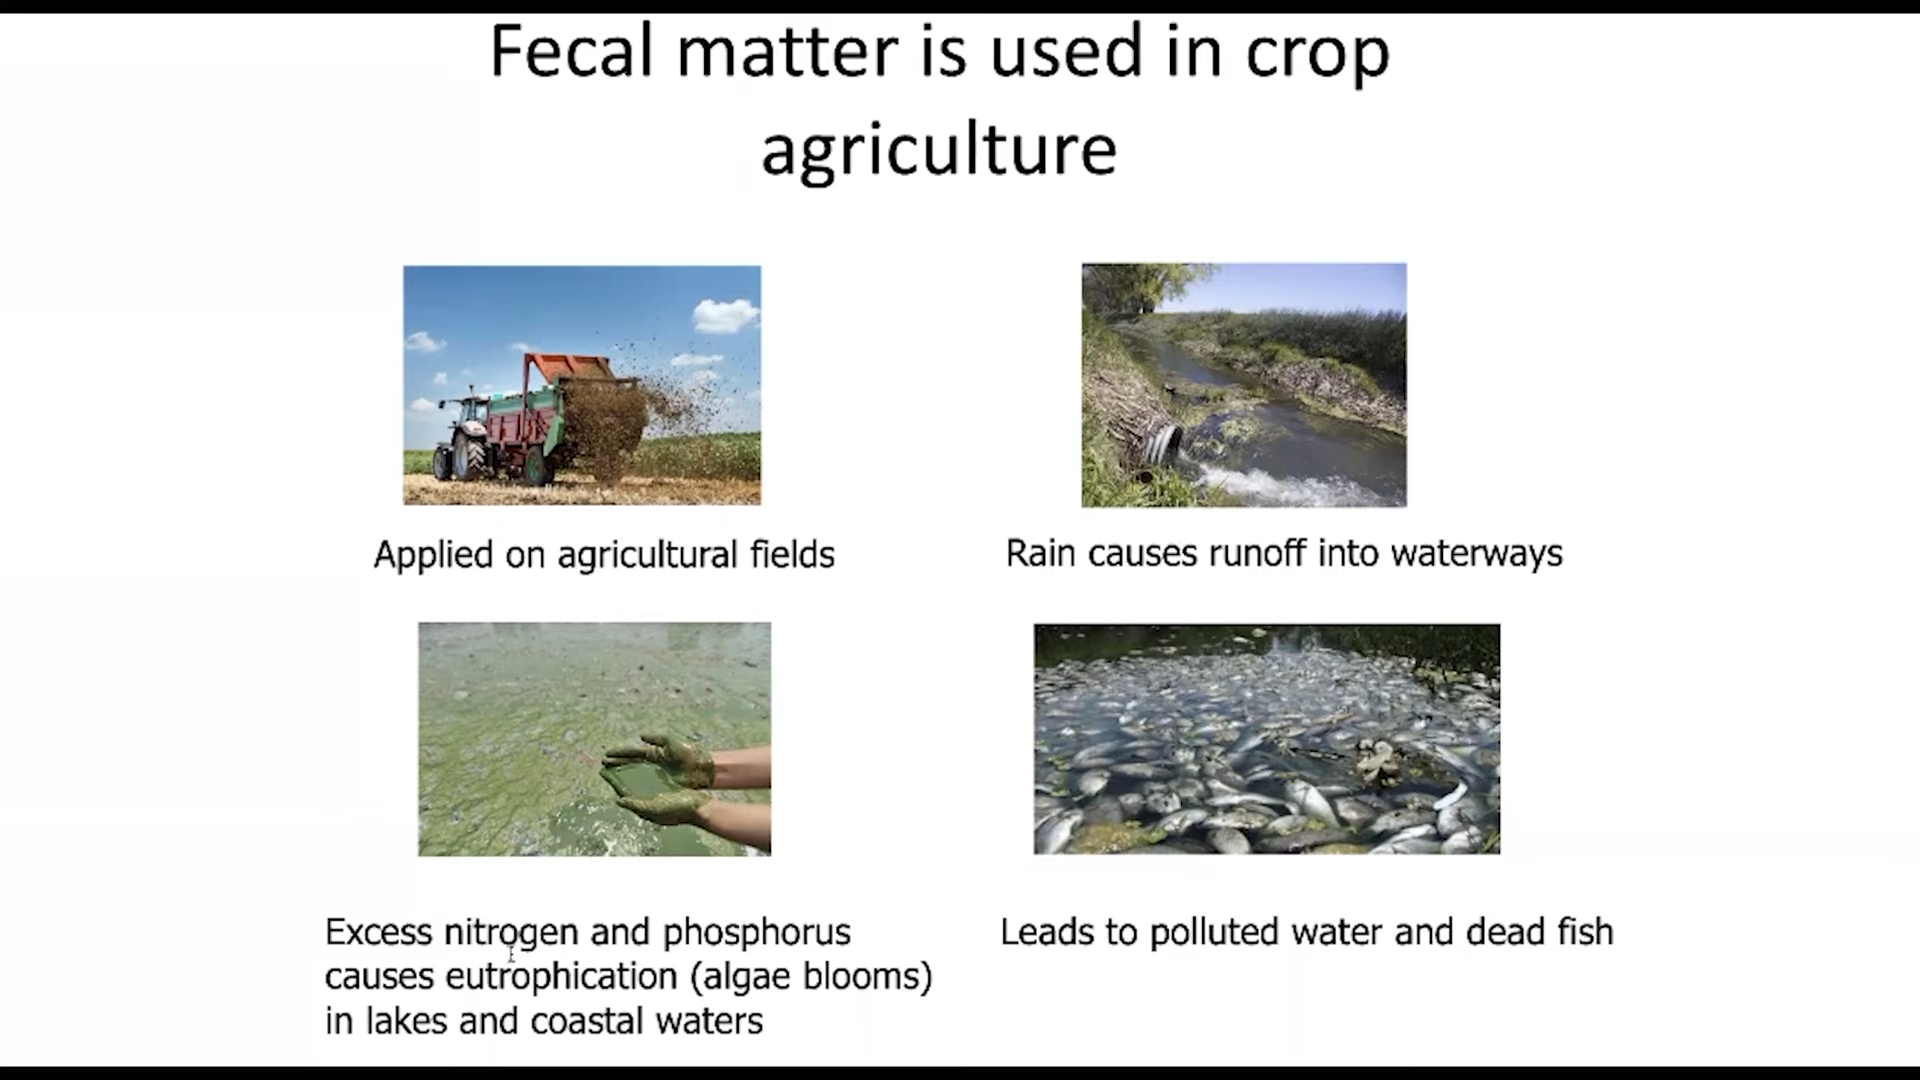 Fecal matter is used in crop
agriculture
Applied on agricultural fields
Rain causes runoff into waterways
Excess nitrogen and phosphorus
causes eutrophication (algae blooms)
in lakes and coastal waters
Leads to polluted water and dead fish